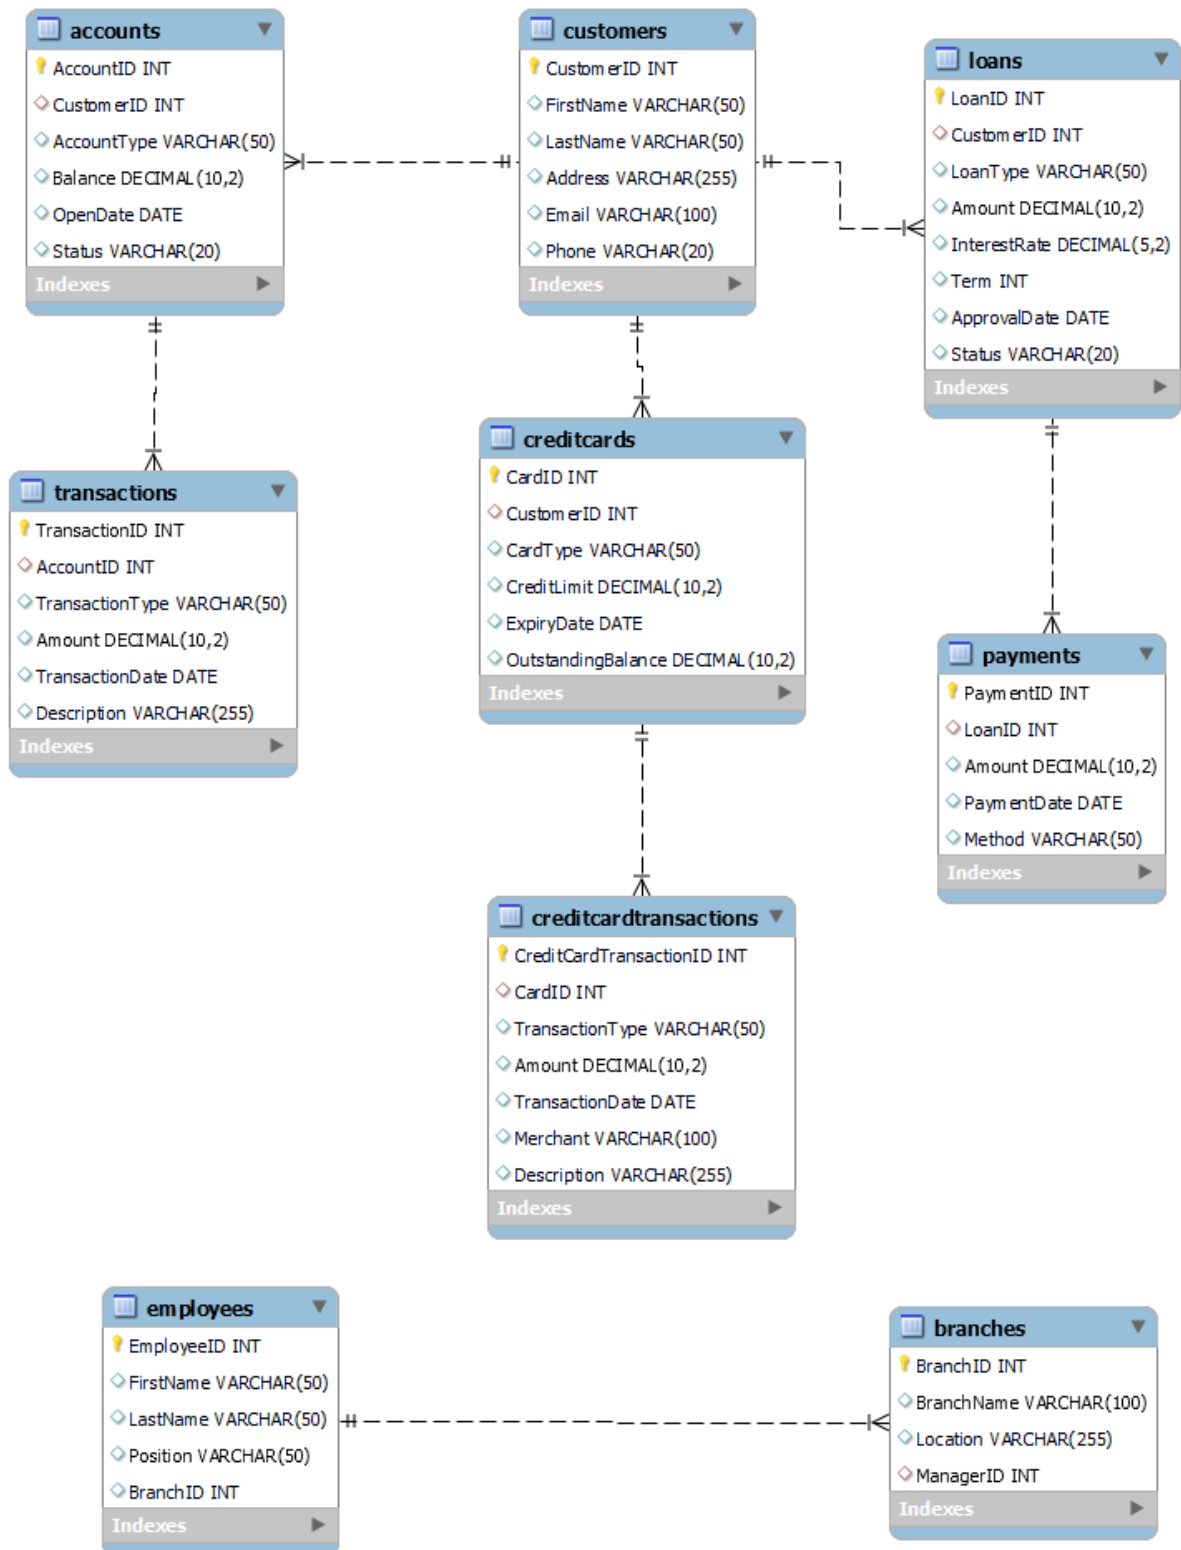 accounts
AccountID INT
CustomerID INT
AccountType VARCHAR(50)
Balance DECIMAL(10,2)
OpenDate DATE
Status VARCHAR(20)
Indexes
customers
CustomerID INT
FirstName VARCHAR(50)
LastName VARCHAR(50)
Address VARCHAR(255)
Email VARCHAR(100)
Phone VARCHAR(20)
Indexes
loans
LoanID INT
CustomerID INT
LoanType VARCHAR(50)
Amount DECIMAL(10,2)
InterestRate DECIMAL(5,2)
Term INT
ApprovalDate DATE
Status VARCHAR(20)
Indexes
transactions
TransactionID INT
AccountID INT
TransactionType VARCHAR(50)
Amount DECIMAL(10,2)
TransactionDate DATE
Description VARCHAR(255)
Indexes
creditcards
CardID INT
CustomerID INT
CardType VARCHAR(50)
CreditLimit DECIMAL(10,2)
ExpiryDate DATE
OutstandingBalance DECIMAL(10,2)
Indexes
payments
PaymentID INT
LoanID INT
Amount DECIMAL(10,2)
PaymentDate DATE
Method VARCHAR(50)
Indexes
creditcardtransactions
CreditCardTransactionID INT
CardID INT
TransactionType VARCHAR(50)
Amount DECIMAL(10,2)
TransactionDate DATE
Merchant VARCHAR(100)
Description VARCHAR(255)
Indexes
employees
EmployeeID INT
FirstName VARCHAR(50)
LastName VARCHAR(50)
Position VARCHAR(50)
BranchID INT
Indexes
branches
BranchID INT
BranchName VARCHAR(100)
Location VARCHAR(255)
ManagerID INT
Indexes